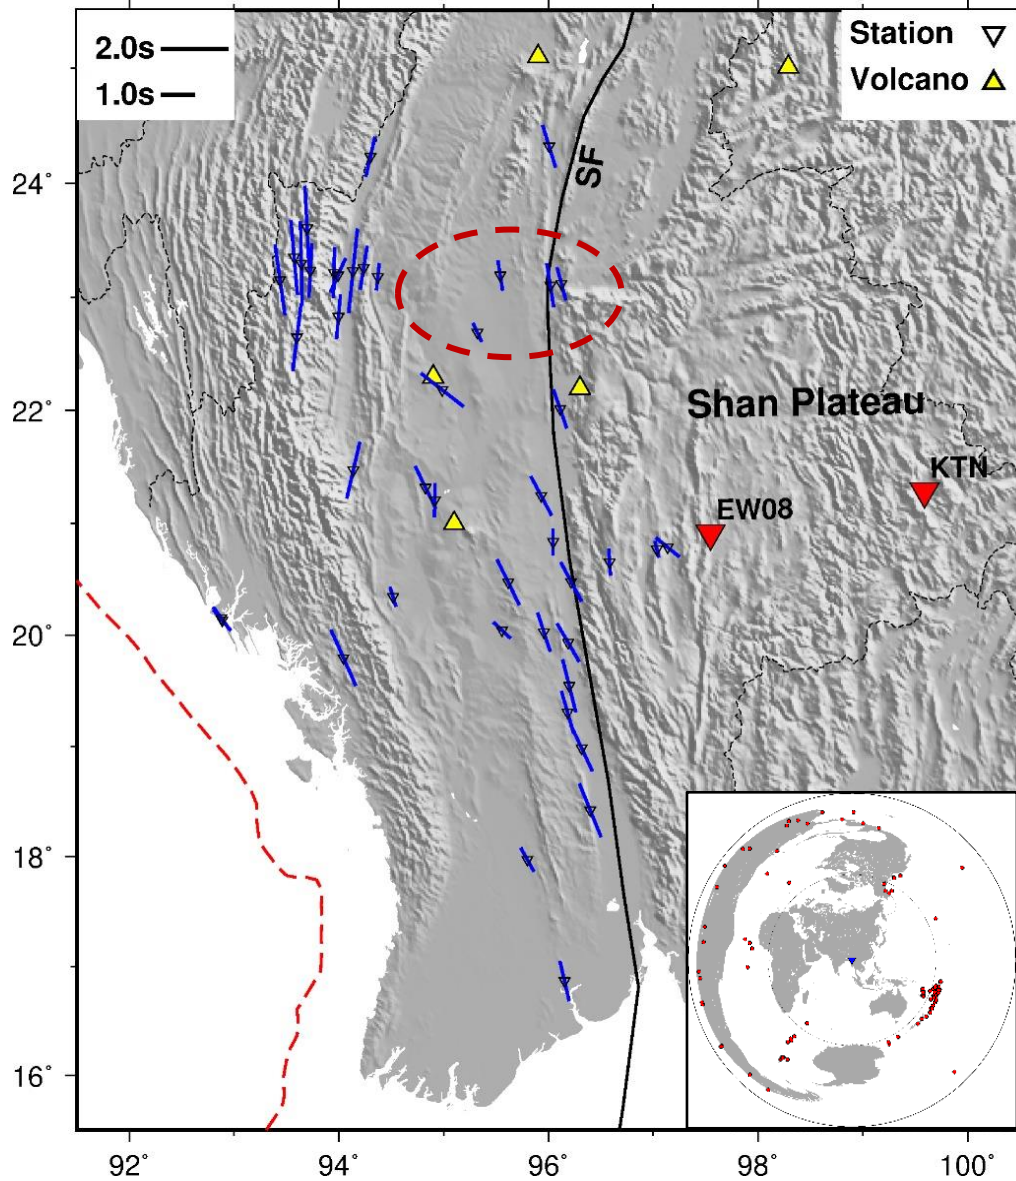 2.0s
1.0s
Station
Volcano
SF
24°
22°
20°
18°
16°
Shan Plateau
KTN
EW08
92°
94°
96°
98°
100°